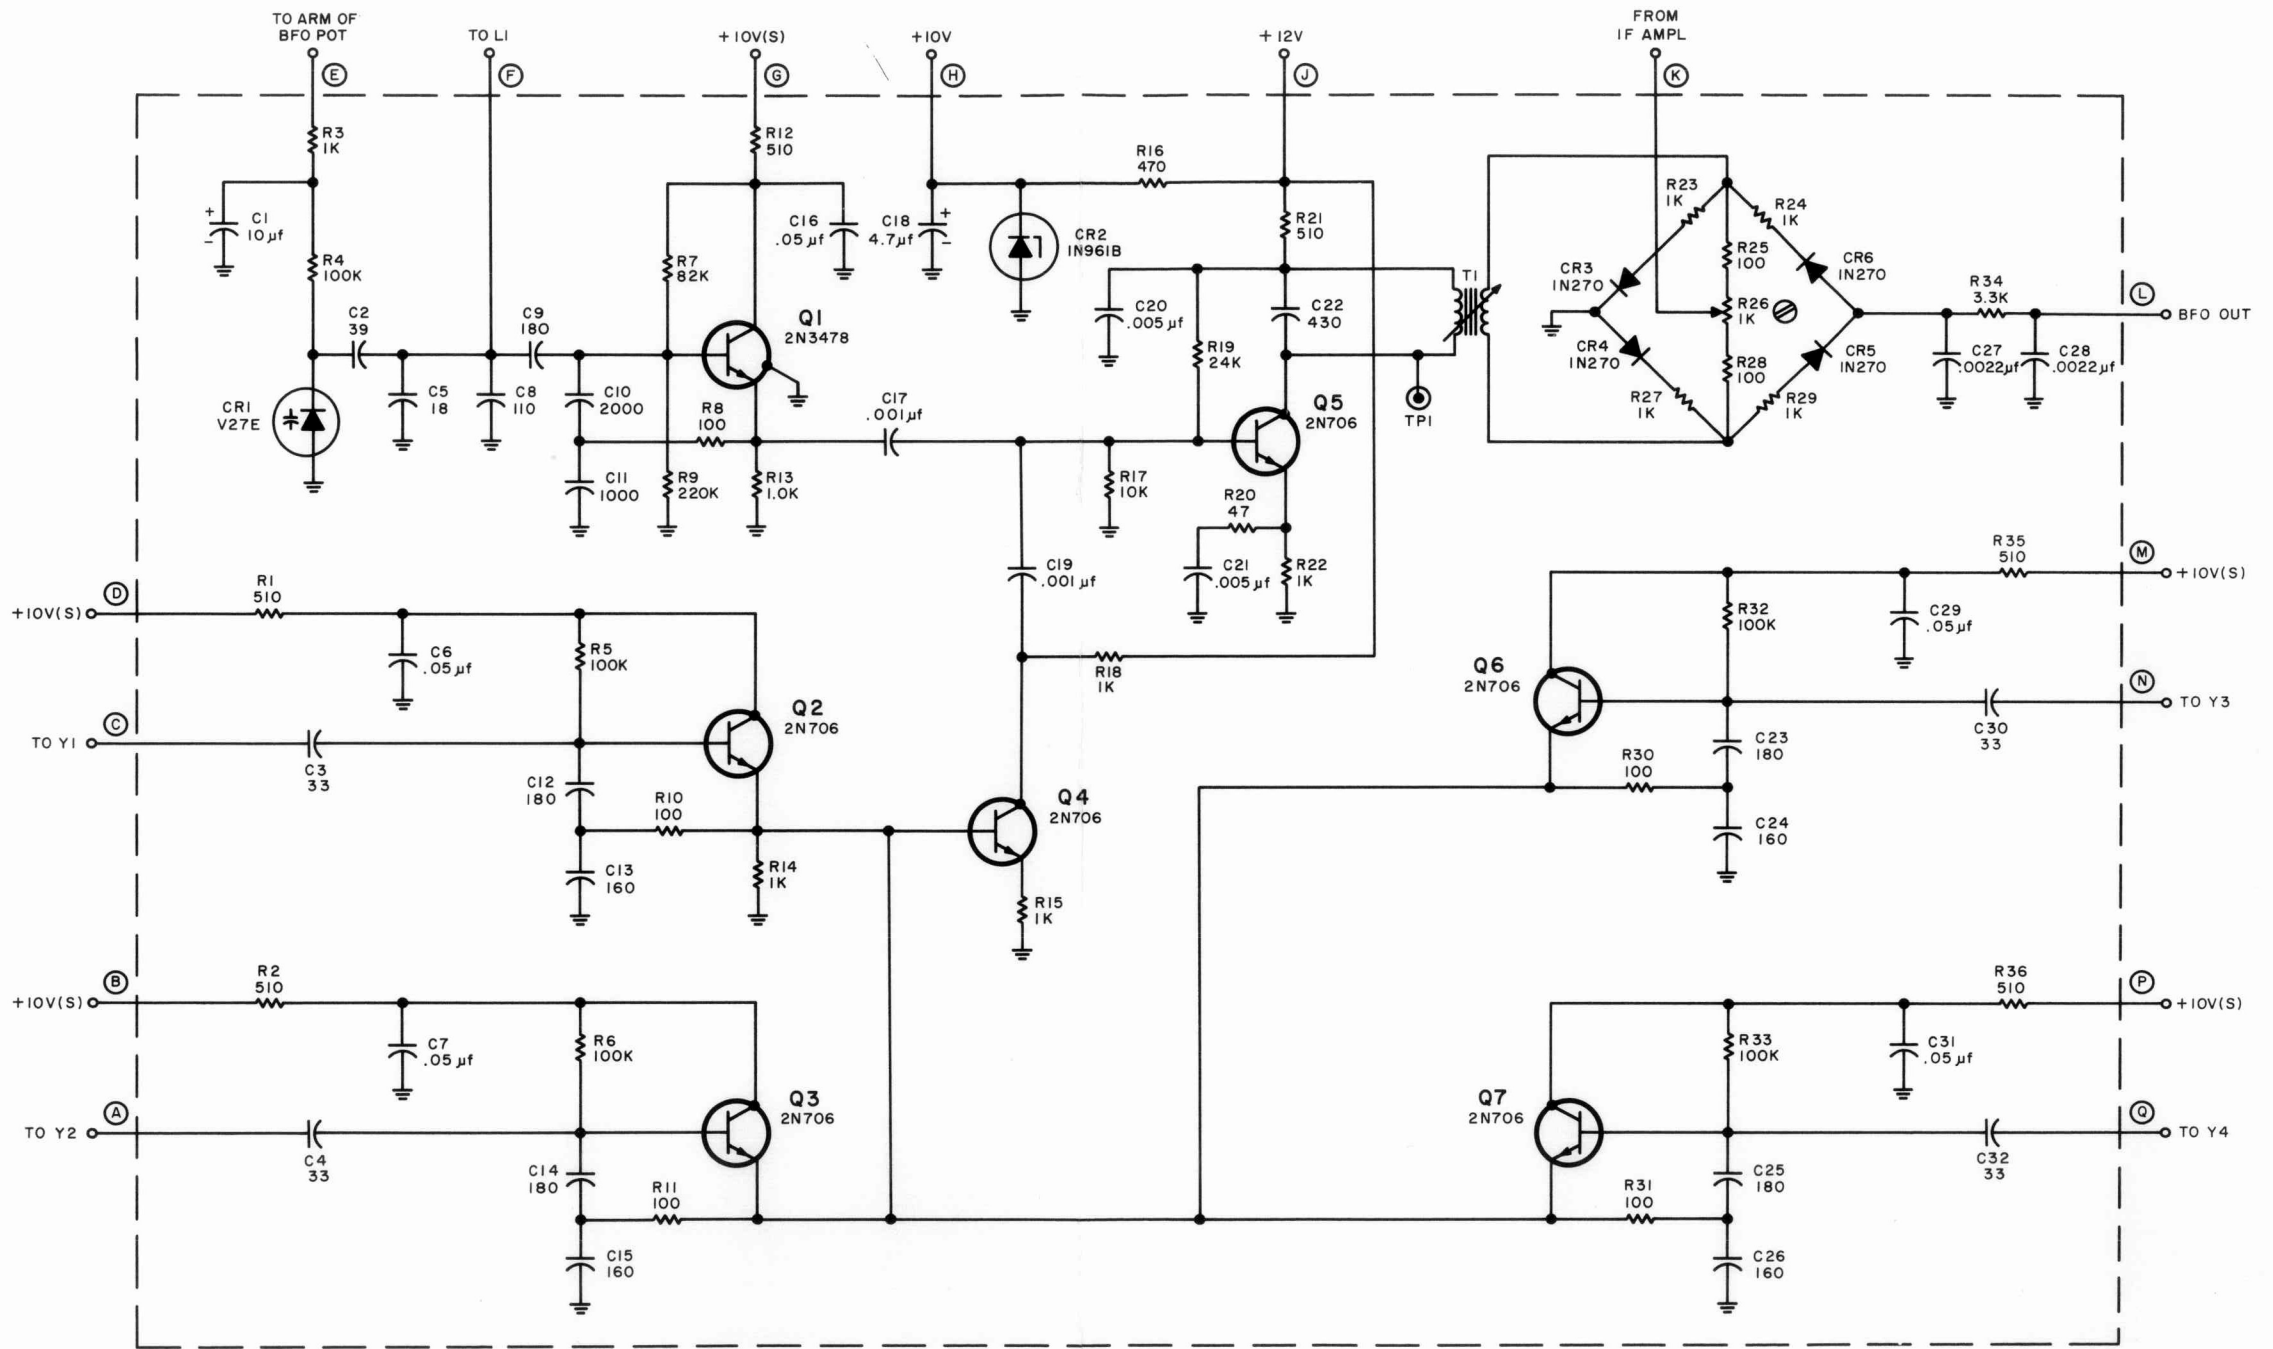 TO ARM OF
BFO POT
E
TO L1
F
+10V(S)
G
+10V
H
+12V
J
FROM
IF AMPL
K
R3
1K
R12
510
R16
470
R23
1K
R24
1K
+
-
C1
10μf
C16
.05μf
C18
4.7μf
+
-
CR2
1N961B
R21
510
R4
100K
R7
82K
R25
100
CR3
1N270
CR6
1N270
T1
C2
39
C9
180
Q1
2N3478
C20
.005μf
C22
430
R26
1K
R34
3.3K
L
BFO OUT
R19
24K
CR4
1N270
R28
100
CR5
1N270
C27
.0022μf
C28
.0022μf
CR1
V27E
C5
18
C8
110
C10
2000
R8
100
C17
.001μf
Q5
2N706
TP1
R27
1K
R29
1K
C11
1000
R9
220K
R13
1.0K
R17
10K
R20
47
C19
.001μf
C21
.005μf
R22
1K
R35
510
M
+10V(S)
D
+10V(S)
R1
510
R32
100K
C29
.05μf
C6
.05μf
R5
100K
R18
1K
Q6
2N706
N
TO Y3
C
TO Y1
C3
33
Q2
2N706
C30
33
C23
180
C12
180
R10
100
Q4
2N706
R30
100
C24
160
C13
160
R14
1K
R15
1K
B
+10V(S)
R2
510
R36
510
P
+10V(S)
C7
.05μf
R6
100K
R33
100K
C31
.05μf
A
TO Y2
C4
33
Q3
2N706
Q7
2N706
Q
TO Y4
C32
33
C14
180
R11
100
R31
100
C25
180
C15
160
C26
160